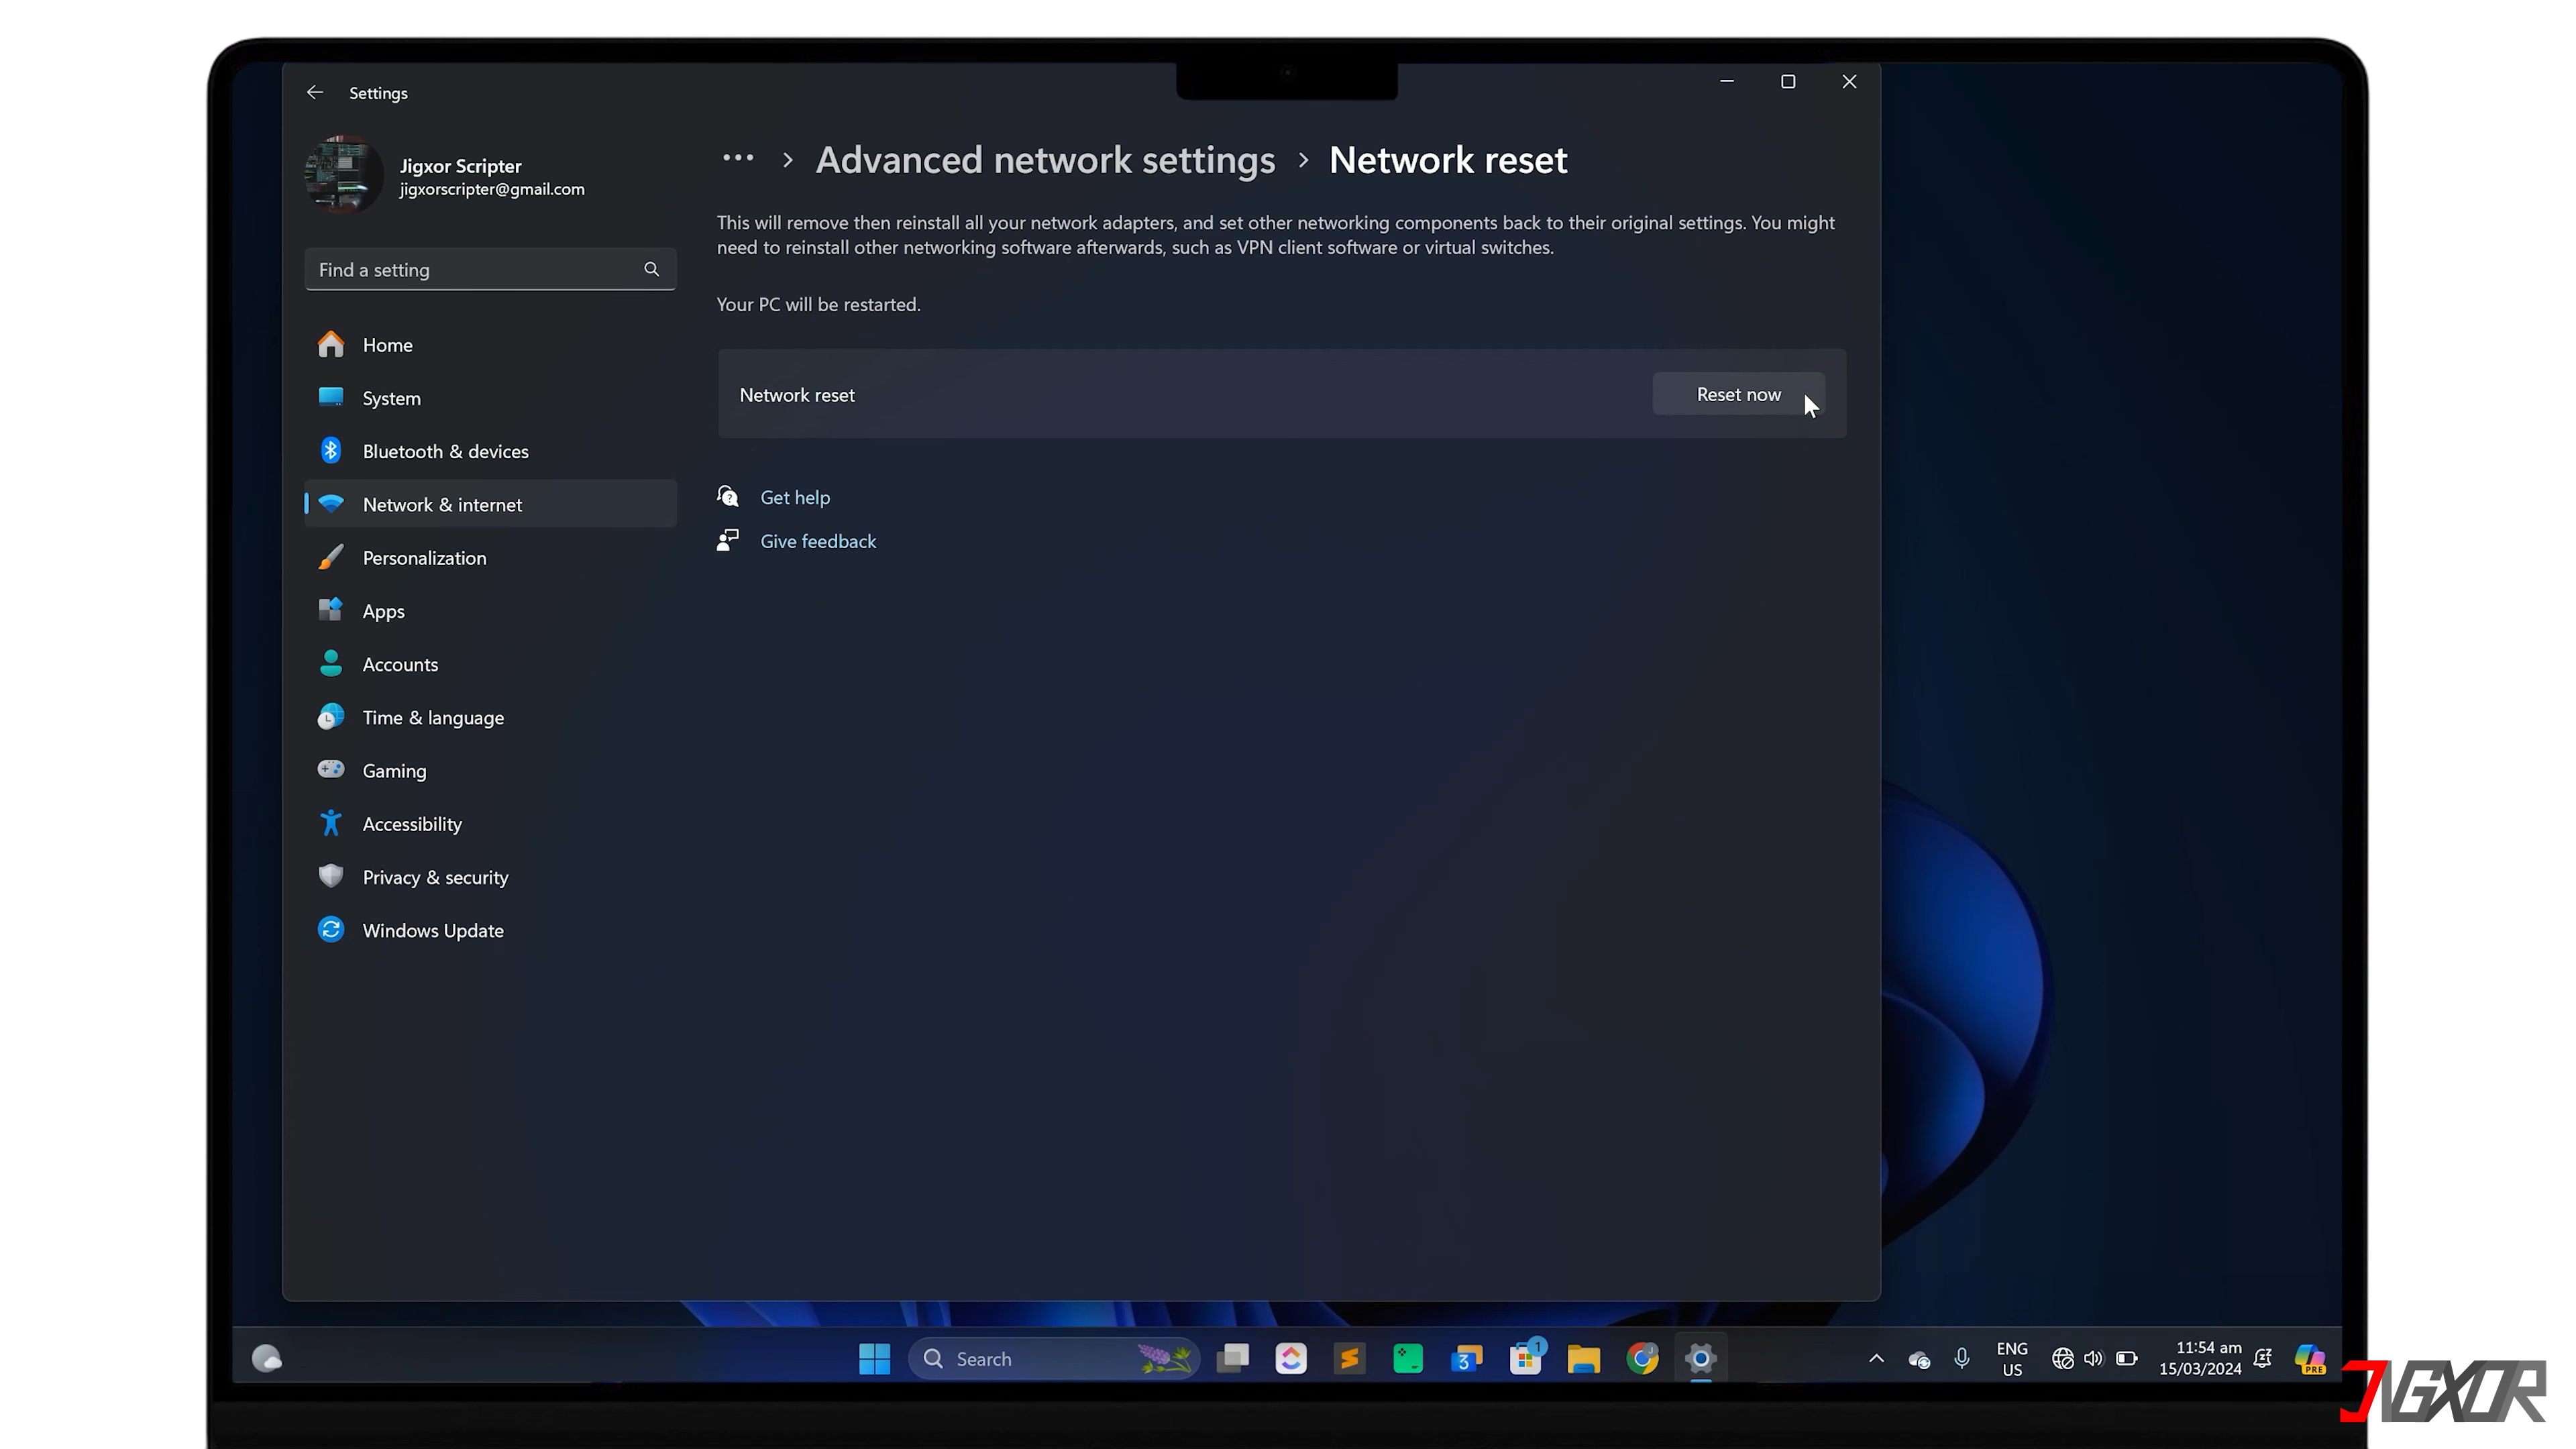 Settings
Jigxor Scripter
jigxorscripter@gmail.com
Find a setting
Home
System
Bluetooth & devices
Network & internet
Personalization
Apps
Accounts
Time & language
Gaming
Accessibility
Privacy & security
Windows Update
••• > Advanced network settings > Network reset
This will remove then reinstall all your network adapters, and set other networking components back to their original settings. You might
need to reinstall other networking software afterwards, such as VPN client software or virtual switches.
Your PC will be restarted.
Network reset
Reset now
Get help
Give feedback
Search
3
1
ENG
US
11:54 am
15/03/2024
PRE
JIGXOR